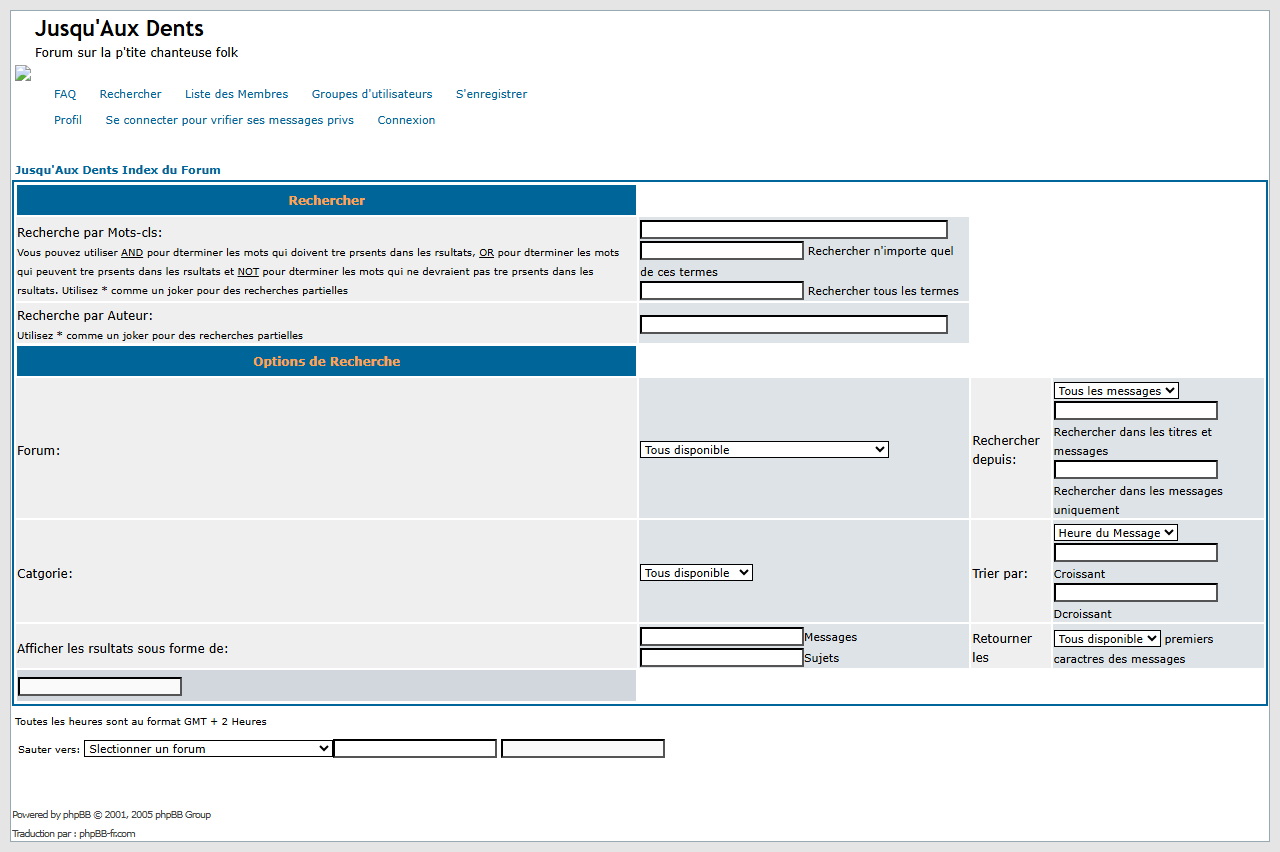 Jusqu'Aux Dents
Forum sur la p'tite chanteuse folk
FAQ Rechercher Liste des Membres Groupes d'utilisateurs S'enregistrer
Profil Se connecter pour vrifier ses messages privs Connexion
Jusqu'Aux Dents Index du Forum
Rechercher
Recherche par Mots-cls:
Vous pouvez utiliser AND pour dterminer les mots qui doivent tre prsents dans les rsultats, OR pour dterminer les mots
qui peuvent tre prsents dans les rsultats et NOT pour dterminer les mots qui ne devraient pas tre prsents dans les
rsultats. Utilisez * comme un joker pour des recherches partielles
Rechercher n'importe quel
de ces termes
Rechercher tous les termes
Recherche par Auteur:
Utilisez * comme un joker pour des recherches partielles
Options de Recherche
Forum:
Tous disponible
Rechercher
depuis:
Tous les messages
Rechercher dans les titres et
messages
Rechercher dans les messages
uniquement
Catgorie:
Tous disponible
Trier par:
Heure du Message
Croissant
Dcroissant
Afficher les rsultats sous forme de:
Messages
Sujets
Retourner
les
Tous disponible premiers
caractres des messages
Toutes les heures sont au format GMT + 2 Heures
Sauter vers: Slectionner un forum
Powered by phpBB © 2001, 2005 phpBB Group
Traduction par : phpBB-fr.com